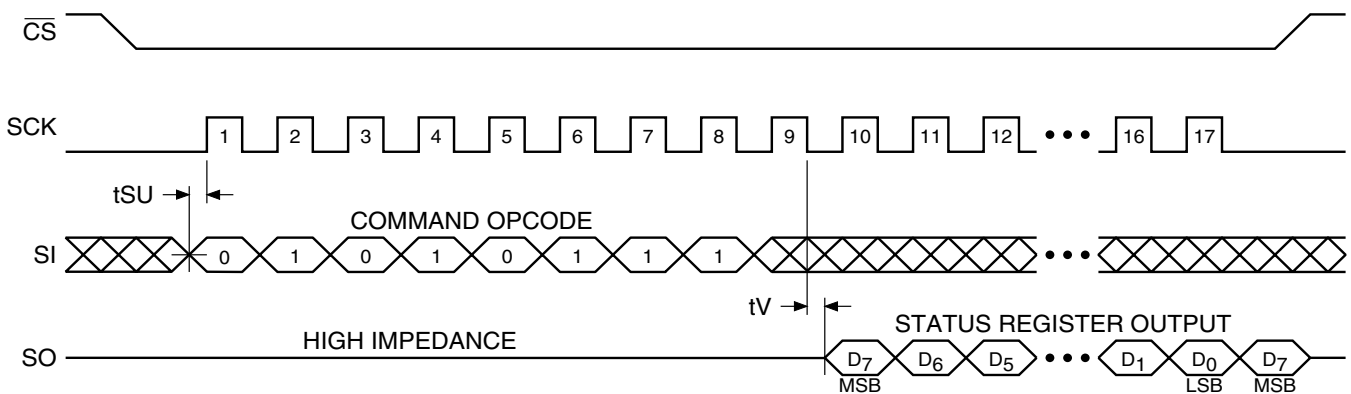 CS
SCK
1 2 3 4 5 6 7 8 9 10 11 12 16 17
tSU
COMMAND OPCODE
SI
0 1 0 1 0 1 1 1
tV
STATUS REGISTER OUTPUT
HIGH IMPEDANCE
SO
D7 D6 D5 D1 D0 D7
MSB LSB MSB